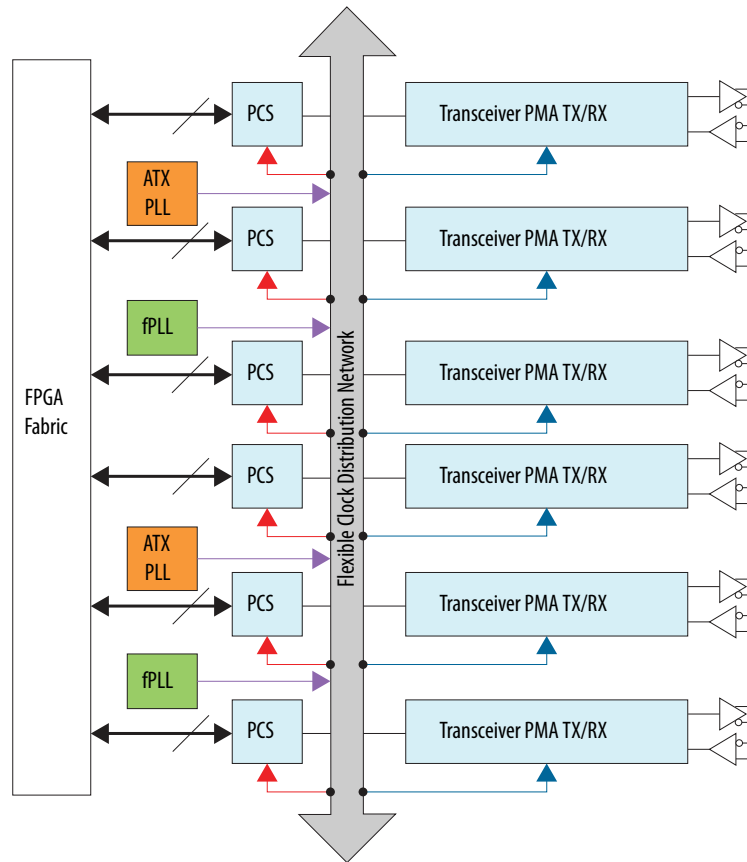 PCS
Transceiver PMA TX/RX
ATX
PLL
PCS
Transceiver PMA TX/RX
fPLL
PCS
Transceiver PMA TX/RX
FPGA
Fabric
Flexible Clock Distribution Network
PCS
Transceiver PMA TX/RX
ATX
PLL
PCS
Transceiver PMA TX/RX
fPLL
PCS
Transceiver PMA TX/RX